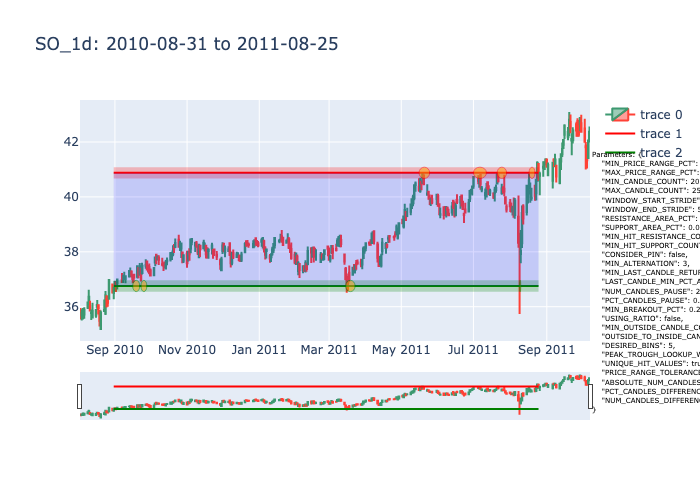 SO_1d: 2010-08-31 to 2011-08-25
42
40
38
36
Sep 2010
Nov 2010
Jan 2011
Mar 2011
May 2011
Jul 2011
Sep 2011
trace 0
trace 1
trace 2
Parameters: {
"MIN_PRICE_RANGE_PCT":
"MAX_PRICE_RANGE_PCT":
"MIN_CANDLE_COUNT": 20
"MAX_CANDLE_COUNT": 25
"WINDOW_START_STRIDE"
"WINDOW_END_STRIDE": 5
"RESISTANCE_AREA_PCT":
"SUPPORT_AREA_PCT": 0.0
"MIN_HIT_RESISTANCE_CO
"MIN_HIT_SUPPORT_COUNT
"CONSIDER_PIN": false,
"MIN_ALTERNATION": 3,
"MIN_LAST_CANDLE_RETUR
"LAST_CANDLE_MIN_PCT_A
"NUM_CANDLES_PAUSE": 2
"PCT_CANDLES_PAUSE": 0.
"MIN_BREAKOUT_PCT": 0.2
"USING_RATIO": false,
"MIN_OUTSIDE_CANDLE_CO
"OUTSIDE_TO_INSIDE_CAN
"DESIRED_BINS": 5,
"PEAK_TROUGH_LOOKUP_W
"UNIQUE_HIT_VALUES": tru
"PRICE_RANGE_TOLERANC
"ABSOLUTE_NUM_CANDLES
"PCT_CANDLES_DIFFERENC
"NUM_CANDLES_DIFFEREN
}